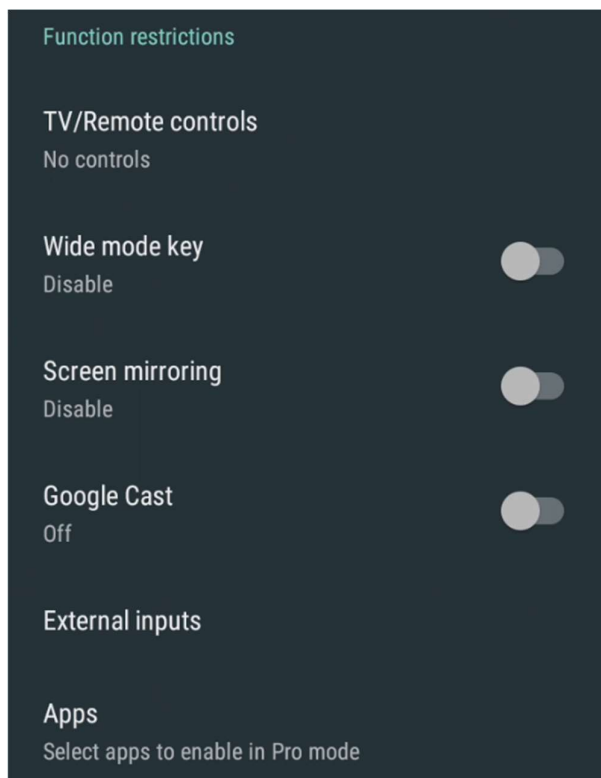 Function restrictions
TV/Remote controls
No controls
Wide mode key
Disable
Screen mirroring
Disable
Google Cast
Off
External inputs
Apps
Select apps to enable in Pro mode